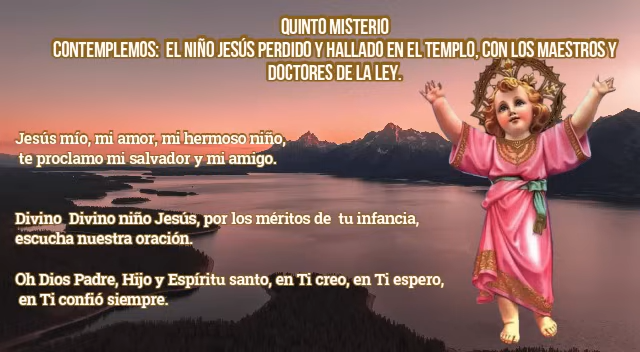 QUINTO MISTERIO
CONTEMPLEMOS: EL NIÑO JESÚS PERDIDO Y HALLADO EN EL TEMPLO, CON LOS MAESTROS Y
DOCTORES DE LA LEY.
Jesús mío, mi amor, mi hermoso niño,
te proclamo mi salvador y mi amigo.
Divino Divino niño Jesús, por los méritos de tu infancia,
escucha nuestra oración.
Oh Dios Padre, Hijo y Espíritu santo, en Ti creo, en Ti espero,
en Ti confió siempre.